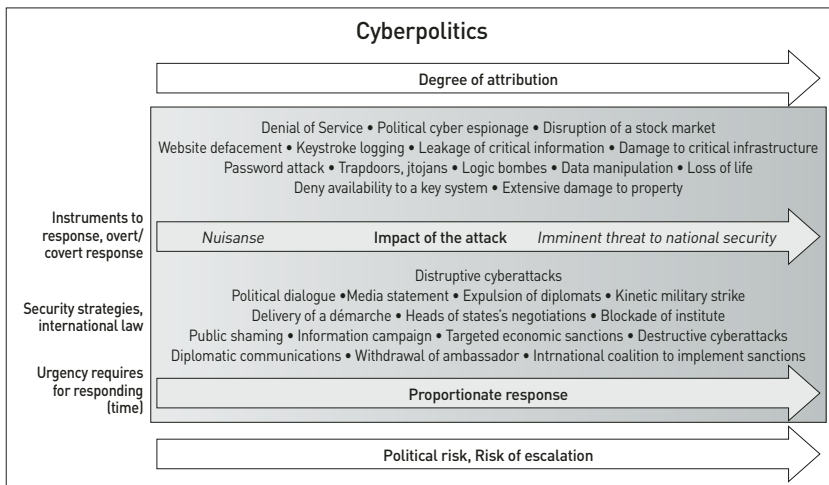 Cyberpolitics
Degree of attribution
Denial of Service • Political cyber espionage • Disruption of a stock market
Website defacement • Keystroke logging • Leakage of critical information • Damage to critical infrastructure
Password attack • Trapdoors, jtojans • Logic bombes • Data manipulation • Loss of life
Deny availability to a key system • Extensive damage to property
Instruments to
response, overt/
covert response
Nuisanse Impact of the attack Imminent threat to national security
Disctruptive cyberattacks
Political dialogue •Media statement • Expulsion of diplomats • Kinetic military strike
Security strategies,
international law
Delivery of a démarche • Heads of states's negotiations • Blockade of institute
Public shaming • Information campaign • Targeted economic sanctions • Destructive cyberattacks
Diplomatic communications • Withdrawal of ambassador • Intrnational coalition to implement sanctions
Urgency requires
for responding
(time)
Proportionate response
Political risk, Risk of escalation